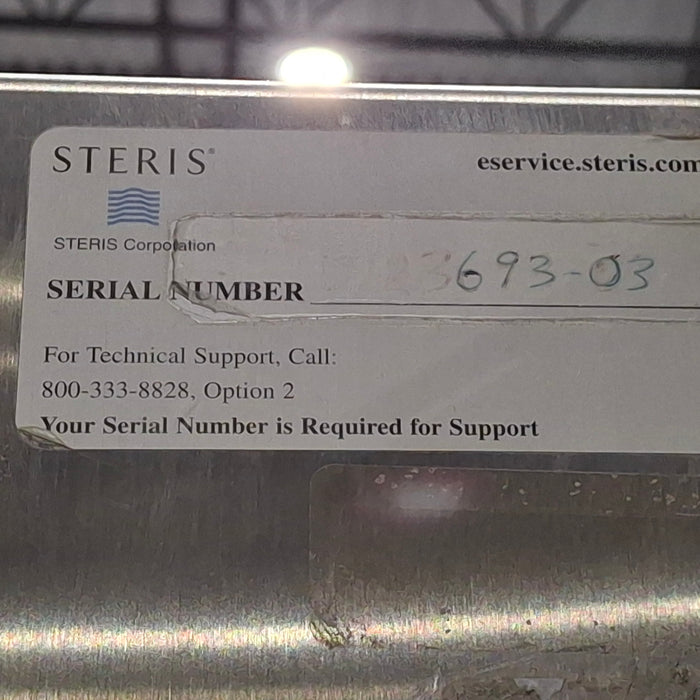 STERIS®
eservice.steris.com
STERIS Corporation
SERIAL NUMBER 3693-03
For Technical Support, Call:
800-333-8828, Option 2
Your Serial Number is Required for Support